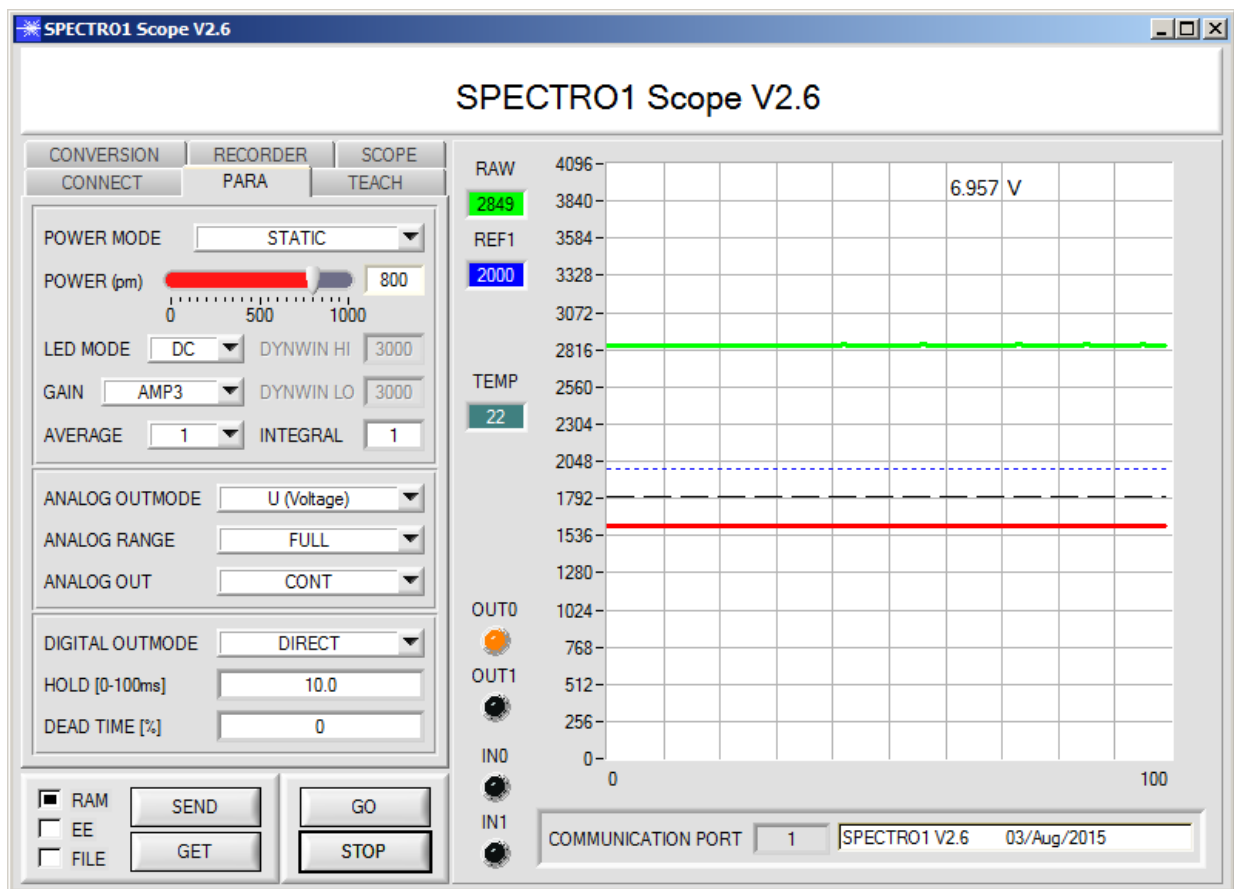 SPECTRO1 Scope V2.6
SPECTRO1 Scope V2.6
CONVERSION RECORDER SCOPE
CONNECT PARA TEACH
POWER MODE STATIC
POWER (pm) 800
0 500 1000
LED MODE DC DYNWIN HI 3000
GAIN AMP3 DYNWIN LO 3000
AVERAGE 1 INTEGRAL 1
ANALOG OUTMODE U (Voltage)
ANALOG RANGE FULL
ANALOG OUT CONT
DIGITAL OUTMODE DIRECT
HOLD [0-100ms] 10.0
DEAD TIME [%] 0
RAM SEND GO
EE
FILE GET STOP
RAW
2849
REF1
2000
TEMP
22
OUT0
OUT1
IN0
IN1
6.957 V
4096
3840
3584
3328
3072
2816
2560
2304
2048
1792
1536
1280
1024
768
512
256
0
0 100
COMMUNICATION PORT 1 SPECTRO1 V2.6 03/Aug/2015